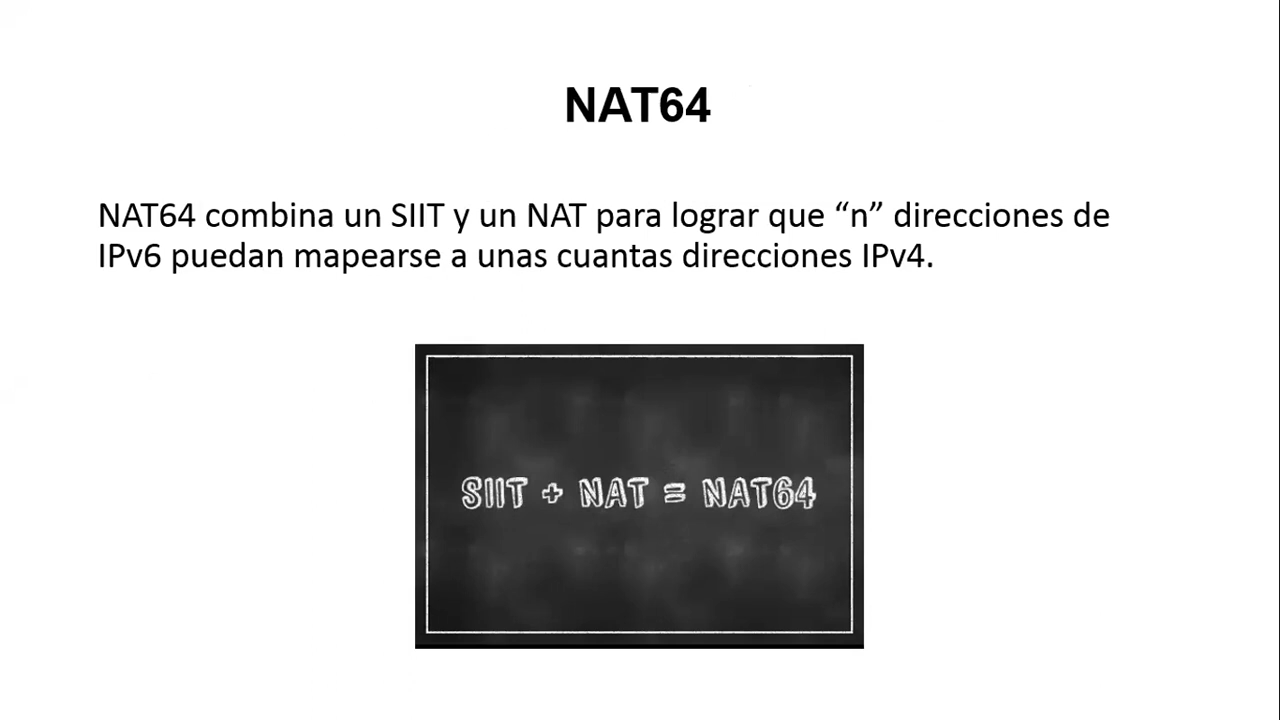 NAT64
NAT64 combina un SIIT y un NAT para lograr que “n” direcciones de
IPv6 puedan mapearse a unas cuantas direcciones IPv4.
SIIT + NAT = NAT64